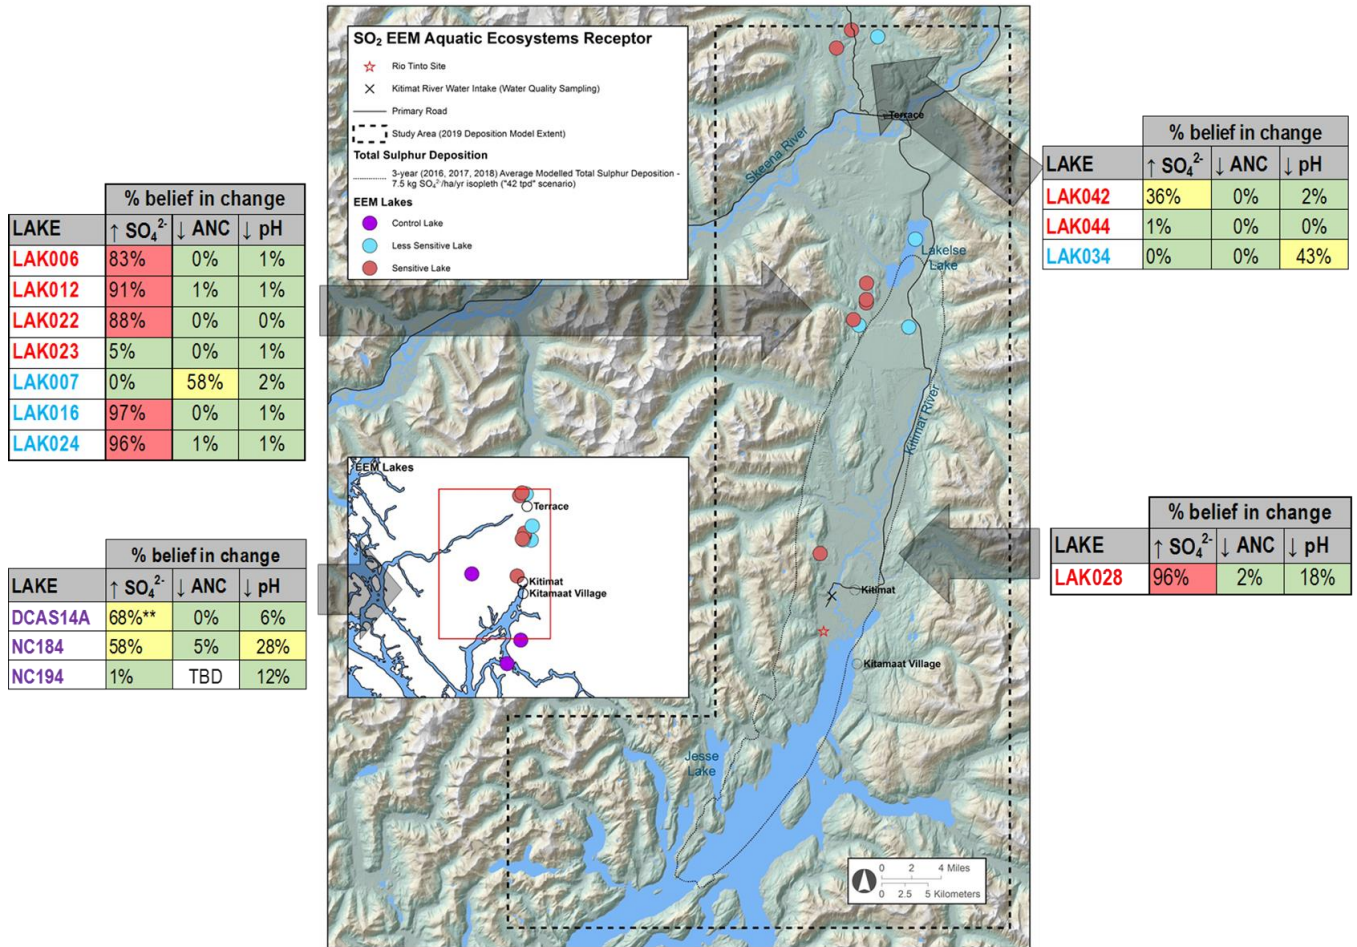 SO₂ EEM Aquatic Ecosystems Receptor
Rio Tinto Site
Kitimat River Water Intake (Water Quality Sampling)
Primary Road
Study Area (2019 Deposition Model Extent)
Total Sulphur Deposition
3-year (2016, 2017, 2018) Average Modelled Total Sulphur Deposition -
7.5 kg SO₄²⁻/ha/yr isopleth ("42 tpd" scenario)
EEM Lakes
Control Lake
Less Sensitive Lake
Sensitive Lake
% belief in change
LAKE ↑ SO₄²⁻ ↓ ANC ↓ pH
LAK006 83% 0% 1%
LAK012 91% 1% 1%
LAK022 88% 0% 0%
LAK023 5% 0% 1%
LAK007 0% 58% 2%
LAK016 97% 0% 1%
LAK024 96% 1% 1%
% belief in change
LAKE ↑ SO₄²⁻ ↓ ANC ↓ pH
DCAS14A 68%** 0% 6%
NC184 58% 5% 28%
NC194 1% TBD 12%
EEM Lakes
Terrace
Kitimat
Kitamaat Village
Terrace
Skeena River
Lakelse
Lake
Kitimat River
Kitimat
Kitamaat Village
Jesse
Lake
0 2 4 Miles
0 2.5 5 Kilometers
% belief in change
LAKE ↑ SO₄²⁻ ↓ ANC ↓ pH
LAK042 36% 0% 2%
LAK044 1% 0% 0%
LAK034 0% 0% 43%
% belief in change
LAKE ↑ SO₄²⁻ ↓ ANC ↓ pH
LAK028 96% 2% 18%